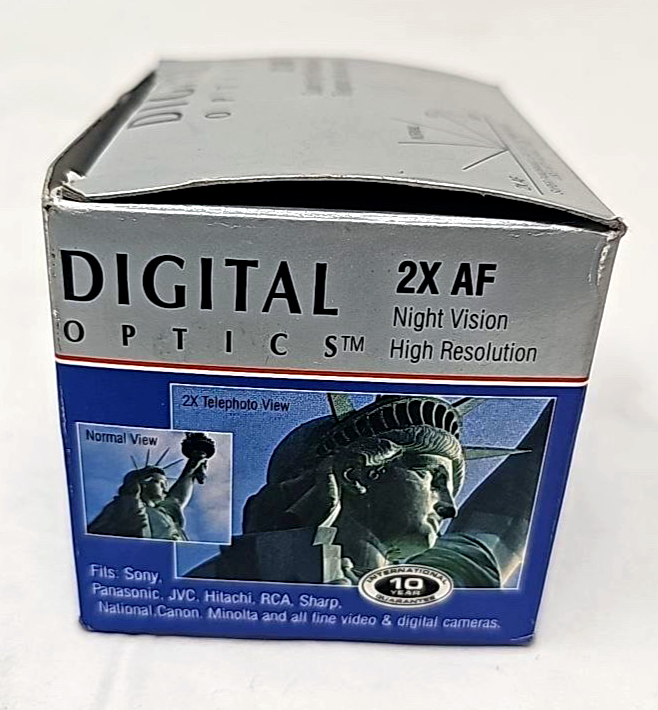 DIGITAL
OPTICS™
2X AF
Night Vision
High Resolution
2X Telephoto View
Normal View
INTERNATIONAL
10
YEAR
GUARANTEE
Fits: Sony,
Panasonic, JVC, Hitachi, RCA, Sharp,
National,Canon, Minolta and all fine video & digital cameras.